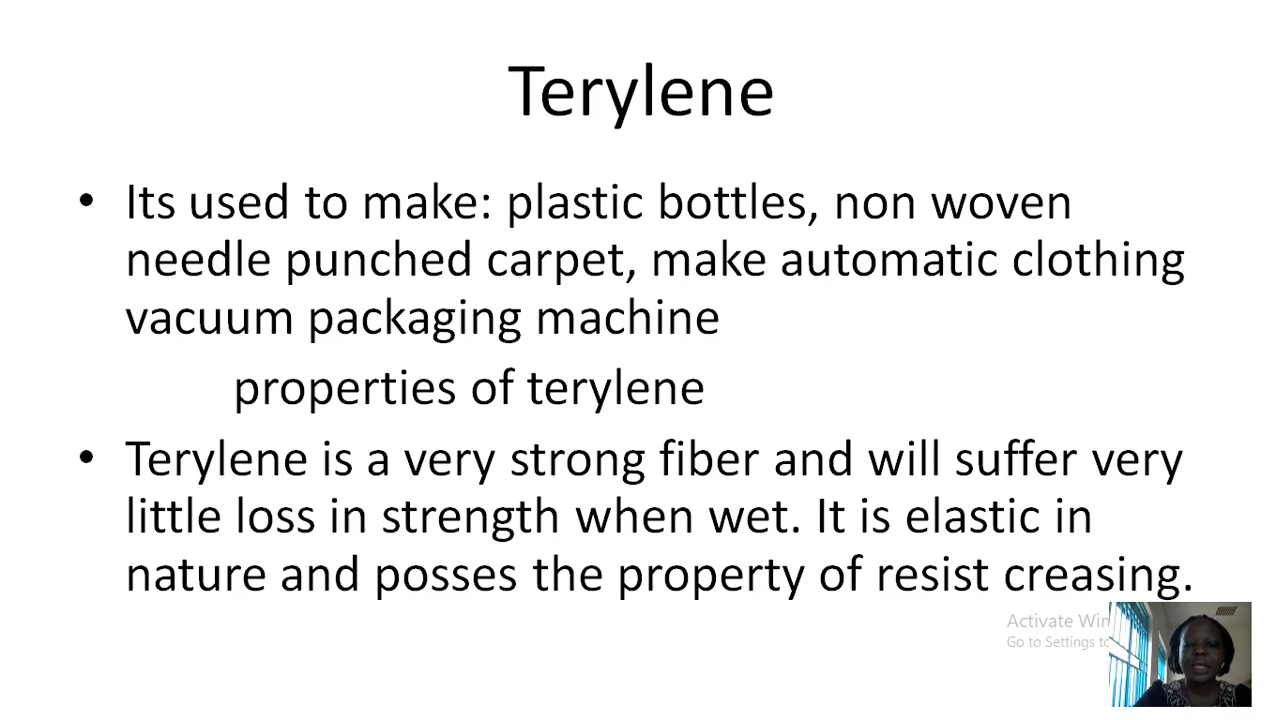 Terylene
• Its used to make: plastic bottles, non woven
needle punched carpet, make automatic clothing
vacuum packaging machine
properties of terylene
• Terylene is a very strong fiber and will suffer very
little loss in strength when wet. It is elastic in
nature and posses the property of resist creasing.
Activate
Go to Settings